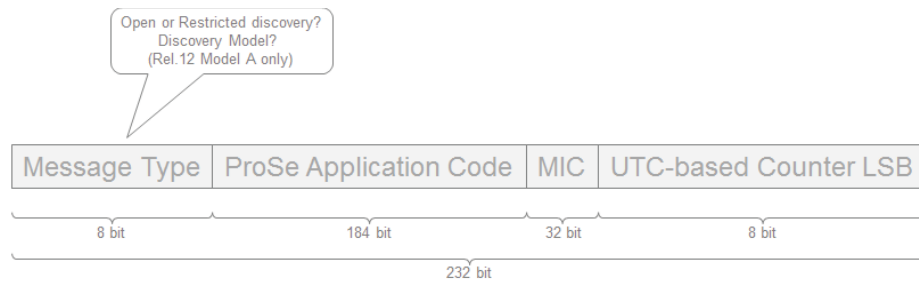 Open or Restricted discovery?
Discovery Model?
(Rel.12 Model A only)
Message Type ProSe Application Code MIC UTC-based Counter LSB
8 bit 184 bit 32 bit 8 bit
232 bit